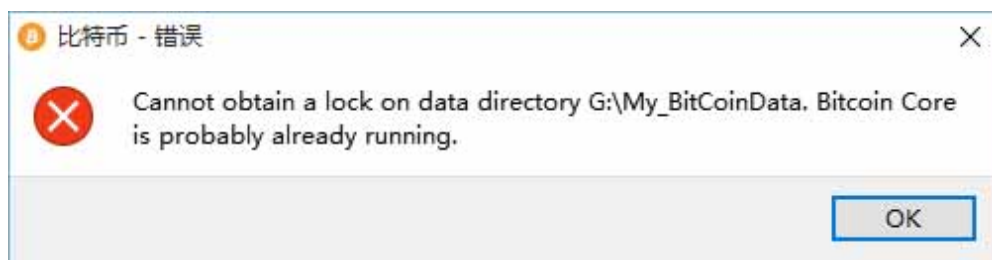 比特币 - 错误
Cannot obtain a lock on data directory G:\My_BitCoinData. Bitcoin Core
is probably already running.
OK